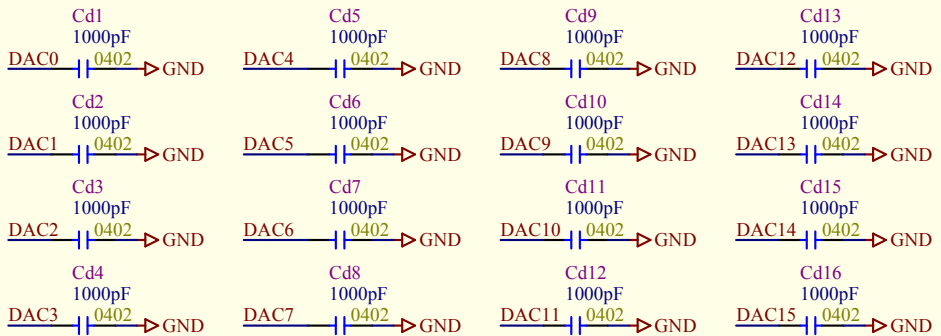 Cd1
1000pF
DAC0 0402 GND
Cd2
1000pF
DAC1 0402 GND
Cd3
1000pF
DAC2 0402 GND
Cd4
1000pF
DAC3 0402 GND
Cd5
1000pF
DAC4 0402 GND
Cd6
1000pF
DAC5 0402 GND
Cd7
1000pF
DAC6 0402 GND
Cd8
1000pF
DAC7 0402 GND
Cd9
1000pF
DAC8 0402 GND
Cd10
1000pF
DAC9 0402 GND
Cd11
1000pF
DAC10 0402 GND
Cd12
1000pF
DAC11 0402 GND
Cd13
1000pF
DAC12 0402 GND
Cd14
1000pF
DAC13 0402 GND
Cd15
1000pF
DAC14 0402 GND
Cd16
1000pF
DAC15 0402 GND